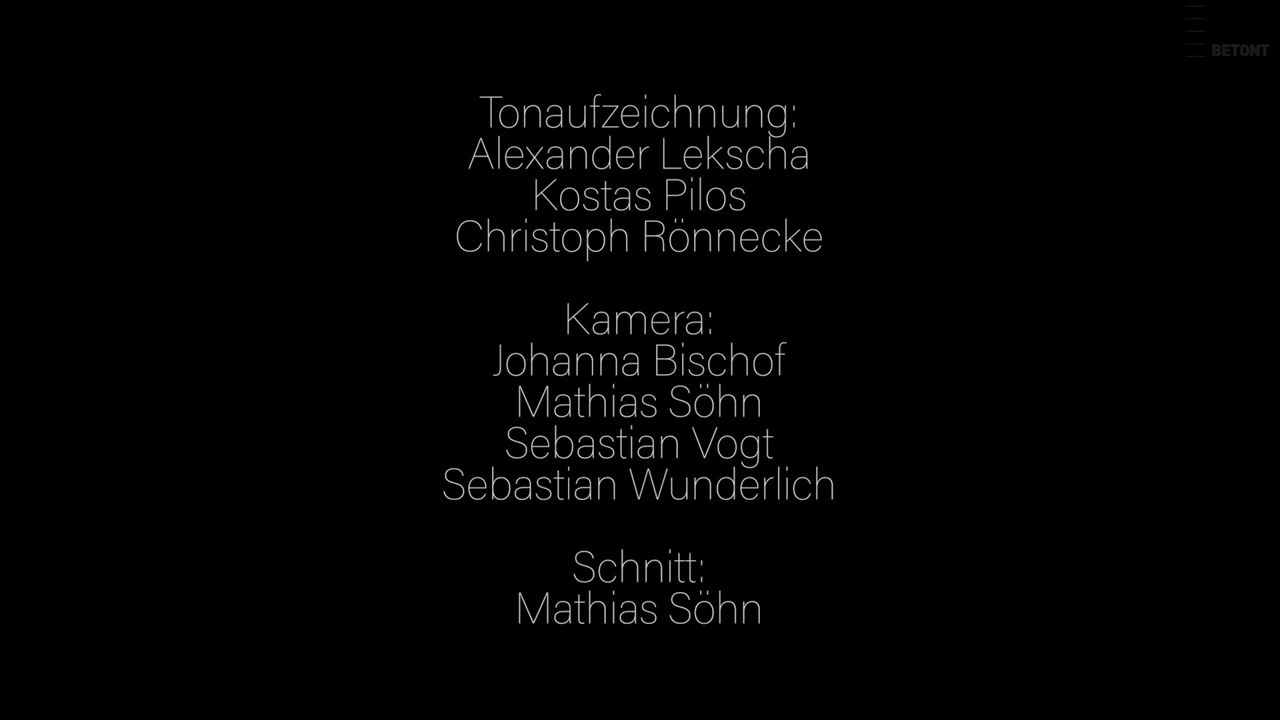 BETONT
Tonaufzeichnung:
Alexander Lekscha
Kostas Pilos
Christoph Rönnecke
Kamera:
Johanna Bischof
Mathias Söhn
Sebastian Vogt
Sebastian Wunderlich
Schnitt:
Mathias Söhn